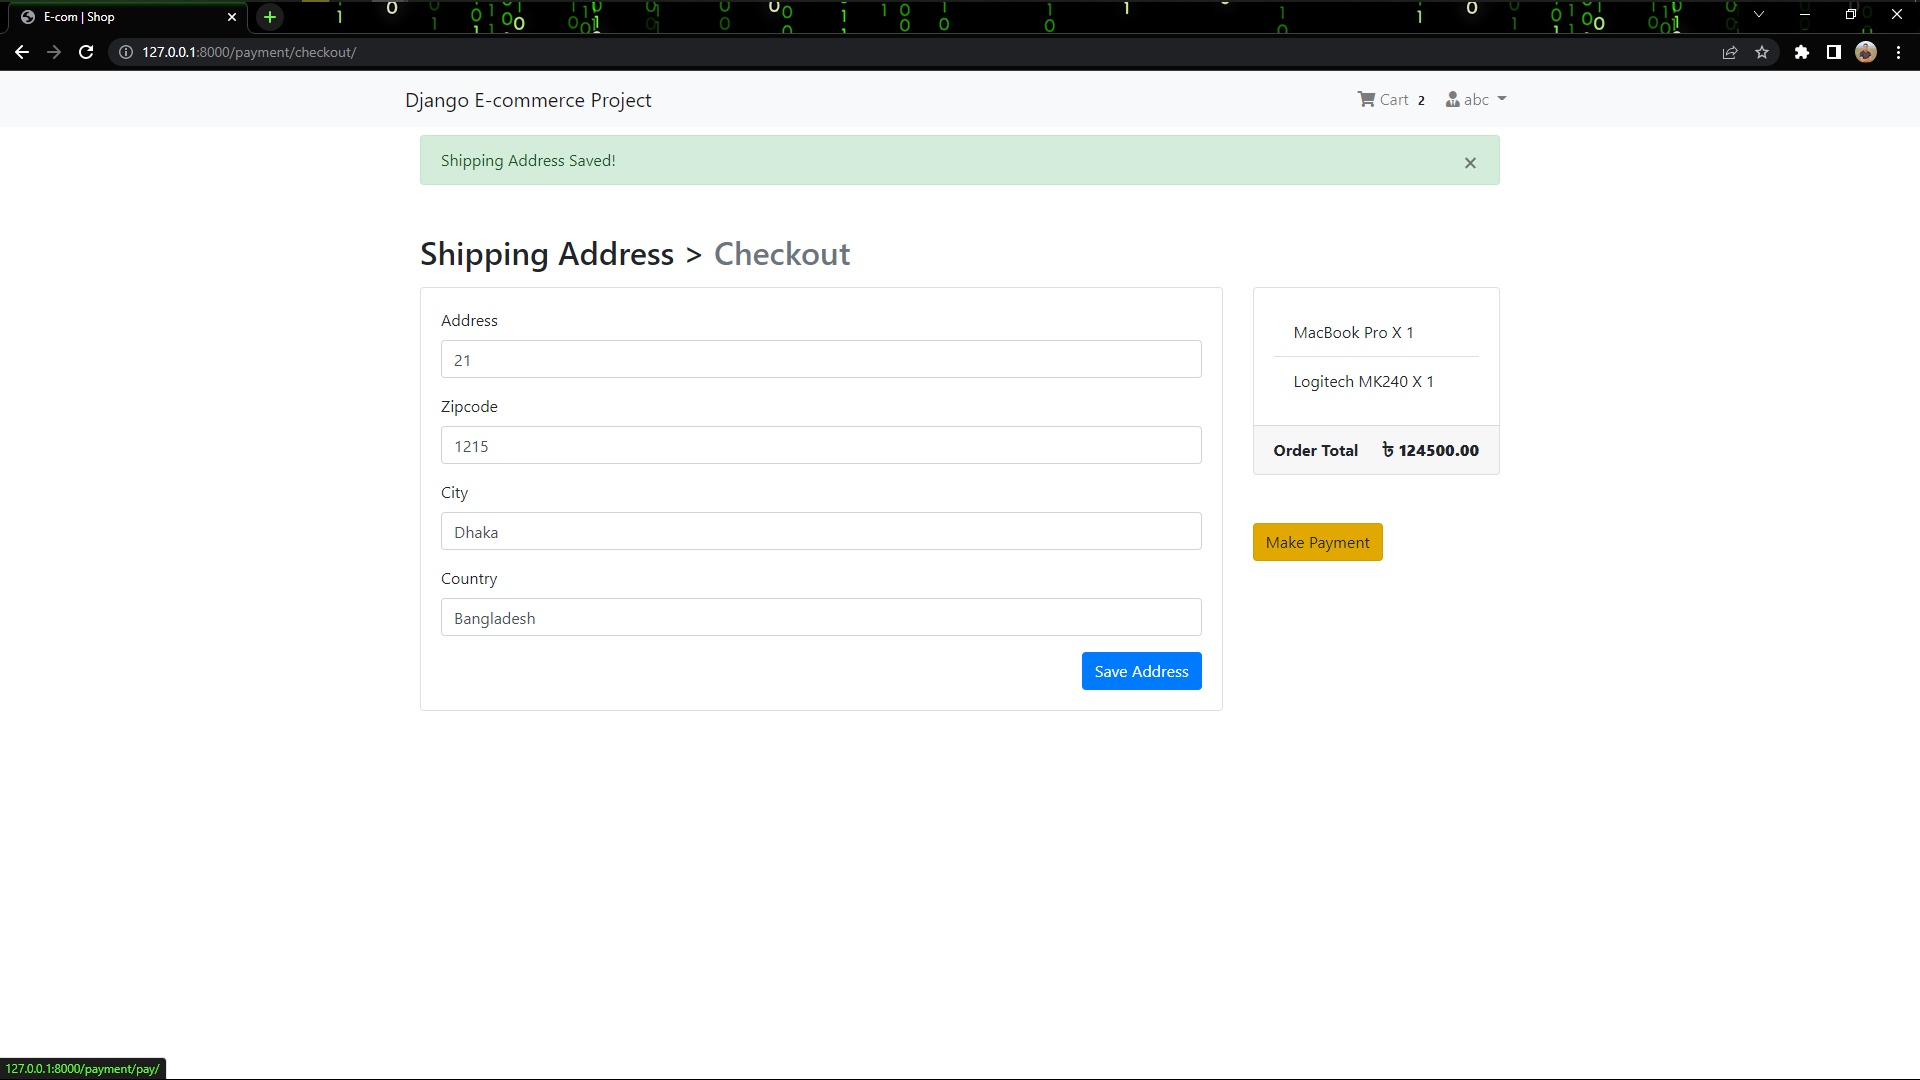 E-com | Shop
127.0.0.1:8000/payment/checkout/
Django E-commerce Project
Cart 2
abc
Shipping Address Saved!
×
Shipping Address > Checkout
Address
21
Zipcode
1215
City
Dhaka
Country
Bangladesh
Save Address
MacBook Pro X 1
Logitech MK240 X 1
Order Total ৳ 124500.00
Make Payment
127.0.0.1:8000/payment/pay/